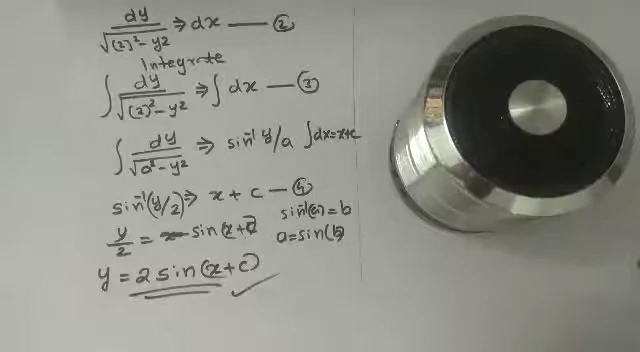 dy/√((2)²-y2) ⇒ dx — ②
Integrate
∫ dy/√((2)²-y²) ⇒ ∫ dx — ③
∫ dy/√(a²-y²) ⇒ sin⁻¹ y/a ∫dx=x+c
sin⁻¹(y/2) ⇒ x + c — ④
sin⁻¹(a)=b
y/2 = sin(x+c)
a=sin(b)
y = 2 sin(x+c) ✓